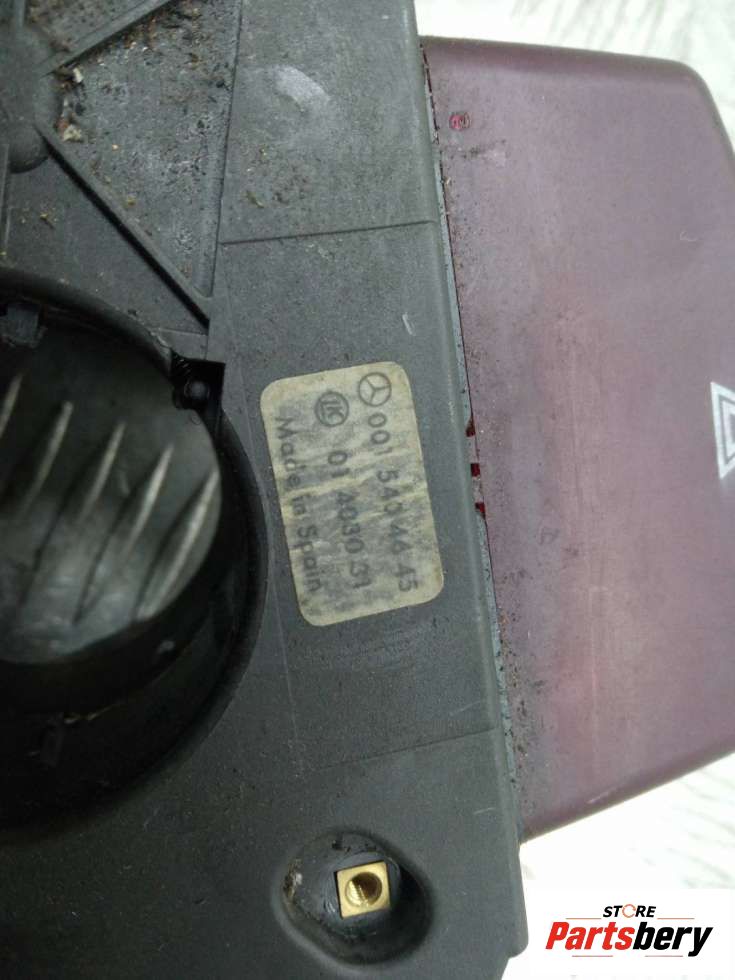 001 540 46 45
01 4030 31
Made in Spain
STORE
Partsbery